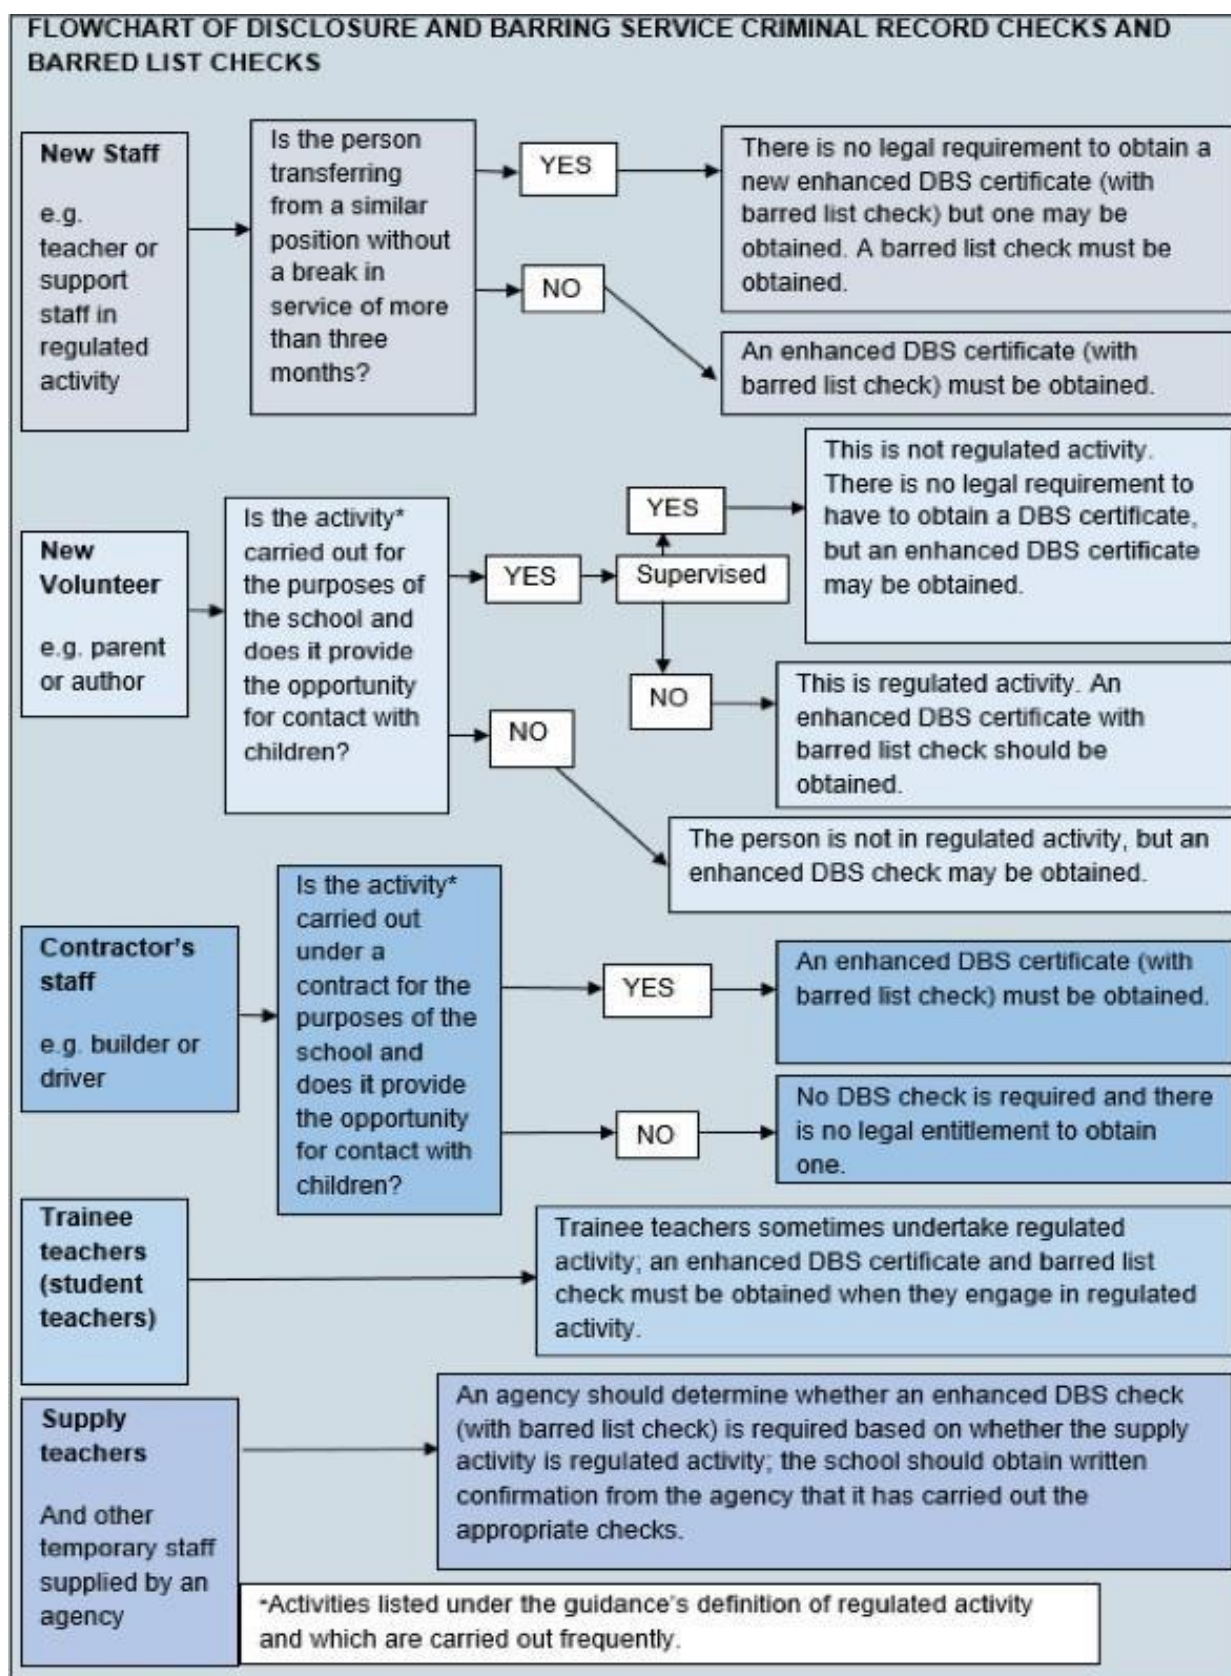 FLOWCHART OF DISCLOSURE AND BARRING SERVICE CRIMINAL RECORD CHECKS AND
BARRED LIST CHECKS
New Staff
e.g.
teacher or
support
staff in
regulated
activity
Is the person
transferring
from a similar
position without
a break in
service of more
than three
months?
YES
There is no legal requirement to obtain a
new enhanced DBS certificate (with
barred list check) but one may be
obtained. A barred list check must be
obtained.
NO
An enhanced DBS certificate (with
barred list check) must be obtained.
New
Volunteer
e.g. parent
or author
Is the activity*
carried out for
the purposes of
the school and
does it provide
the opportunity
for contact with
children?
YES
Supervised
YES
This is not regulated activity.
There is no legal requirement to
have to obtain a DBS certificate,
but an enhanced DBS certificate
may be obtained.
NO
This is regulated activity. An
enhanced DBS certificate with
barred list check should be
obtained.
NO
The person is not in regulated activity, but an
enhanced DBS check may be obtained.
Contractor's
staff
e.g. builder or
driver
Is the activity*
carried out
under a
contract for the
purposes of the
school and
does it provide
the opportunity
for contact with
children?
YES
An enhanced DBS certificate (with
barred list check) must be obtained.
NO
No DBS check is required and there
is no legal entitlement to obtain
one.
Trainee
teachers
(student
teachers)
Trainee teachers sometimes undertake regulated
activity; an enhanced DBS certificate and barred list
check must be obtained when they engage in regulated
activity.
Supply
teachers
And other
temporary staff
supplied by an
agency
An agency should determine whether an enhanced DBS check
(with barred list check) is required based on whether the supply
activity is regulated activity; the school should obtain written
confirmation from the agency that it has carried out the
appropriate checks.
*Activities listed under the guidance's definition of regulated activity
and which are carried out frequently.